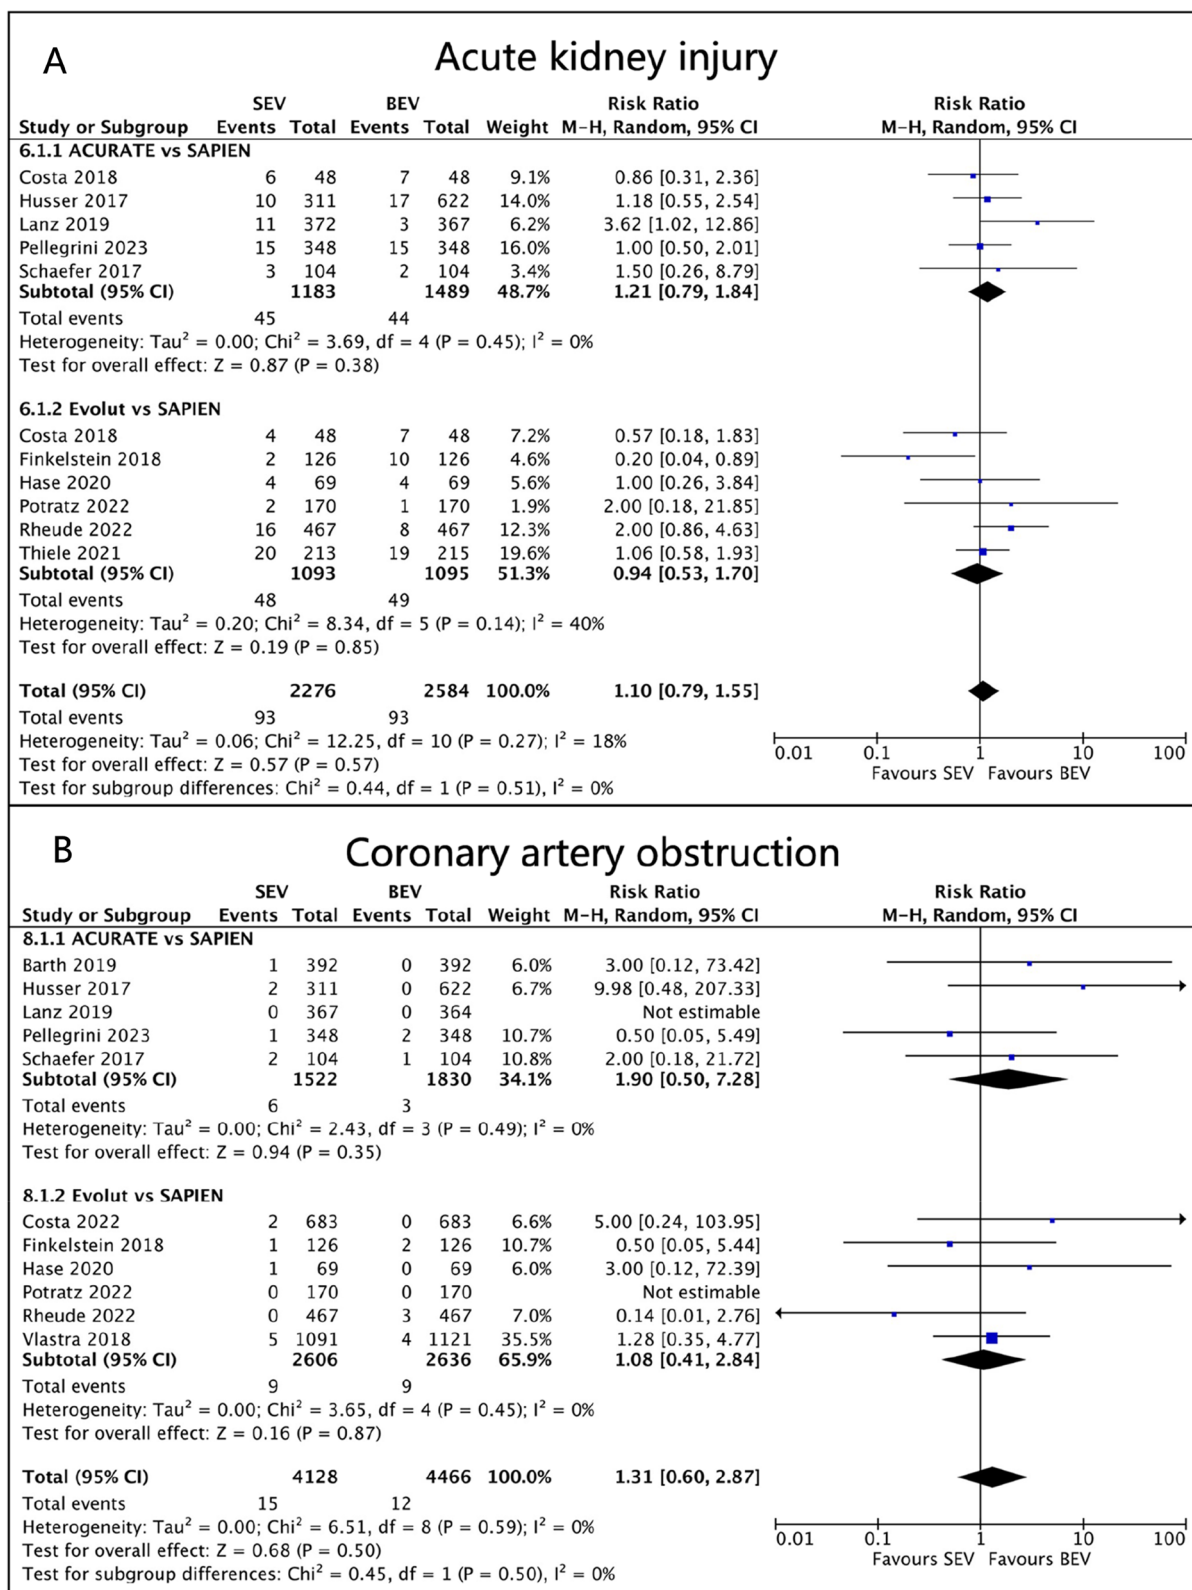 A
Acute kidney injury
SEV BEV Risk Ratio Risk Ratio
Study or Subgroup Events Total Events Total Weight M-H, Random, 95% CI M-H, Random, 95% CI
6.1.1 ACURATE vs SAPIEN
Costa 2018 6 48 7 48 9.1% 0.86 [0.31, 2.36]
Husser 2017 10 311 17 622 14.0% 1.18 [0.55, 2.54]
Lanz 2019 11 372 3 367 6.2% 3.62 [1.02, 12.86]
Pellegrini 2023 15 348 15 348 16.0% 1.00 [0.50, 2.01]
Schaefer 2017 3 104 2 104 3.4% 1.50 [0.26, 8.79]
Subtotal (95% CI) 1183 1489 48.7% 1.21 [0.79, 1.84]
Total events 45 44
Heterogeneity: Tau² = 0.00; Chi² = 3.69, df = 4 (P = 0.45); I² = 0%
Test for overall effect: Z = 0.87 (P = 0.38)
6.1.2 Evolut vs SAPIEN
Costa 2018 4 48 7 48 7.2% 0.57 [0.18, 1.83]
Finkelstein 2018 2 126 10 126 4.6% 0.20 [0.04, 0.89]
Hase 2020 4 69 4 69 5.6% 1.00 [0.26, 3.84]
Potratz 2022 2 170 1 170 1.9% 2.00 [0.18, 21.85]
Rheude 2022 16 467 8 467 12.3% 2.00 [0.86, 4.63]
Thiele 2021 20 213 19 215 19.6% 1.06 [0.58, 1.93]
Subtotal (95% CI) 1093 1095 51.3% 0.94 [0.53, 1.70]
Total events 48 49
Heterogeneity: Tau² = 0.20; Chi² = 8.34, df = 5 (P = 0.14); I² = 40%
Test for overall effect: Z = 0.19 (P = 0.85)
Total (95% CI) 2276 2584 100.0% 1.10 [0.79, 1.55]
Total events 93 93
Heterogeneity: Tau² = 0.06; Chi² = 12.25, df = 10 (P = 0.27); I² = 18%
Test for overall effect: Z = 0.57 (P = 0.57)
Test for subgroup differences: Chi² = 0.44, df = 1 (P = 0.51), I² = 0%
0.01 0.1 1 10 100
Favours SEV Favours BEV
B
Coronary artery obstruction
SEV BEV Risk Ratio Risk Ratio
Study or Subgroup Events Total Events Total Weight M-H, Random, 95% CI M-H, Random, 95% CI
8.1.1 ACURATE vs SAPIEN
Barth 2019 1 392 0 392 6.0% 3.00 [0.12, 73.42]
Husser 2017 2 311 0 622 6.7% 9.98 [0.48, 207.33]
Lanz 2019 0 367 0 364 Not estimable
Pellegrini 2023 1 348 2 348 10.7% 0.50 [0.05, 5.49]
Schaefer 2017 2 104 1 104 10.8% 2.00 [0.18, 21.72]
Subtotal (95% CI) 1522 1830 34.1% 1.90 [0.50, 7.28]
Total events 6 3
Heterogeneity: Tau² = 0.00; Chi² = 2.43, df = 3 (P = 0.49); I² = 0%
Test for overall effect: Z = 0.94 (P = 0.35)
8.1.2 Evolut vs SAPIEN
Costa 2022 2 683 0 683 6.6% 5.00 [0.24, 103.95]
Finkelstein 2018 1 126 2 126 10.7% 0.50 [0.05, 5.44]
Hase 2020 1 69 0 69 6.0% 3.00 [0.12, 72.39]
Potratz 2022 0 170 0 170 Not estimable
Rheude 2022 0 467 3 467 7.0% 0.14 [0.01, 2.76]
Vlastra 2018 5 1091 4 1121 35.5% 1.28 [0.35, 4.77]
Subtotal (95% CI) 2606 2636 65.9% 1.08 [0.41, 2.84]
Total events 9 9
Heterogeneity: Tau² = 0.00; Chi² = 3.65, df = 4 (P = 0.45); I² = 0%
Test for overall effect: Z = 0.16 (P = 0.87)
Total (95% CI) 4128 4466 100.0% 1.31 [0.60, 2.87]
Total events 15 12
Heterogeneity: Tau² = 0.00; Chi² = 6.51, df = 8 (P = 0.59); I² = 0%
Test for overall effect: Z = 0.68 (P = 0.50)
Test for subgroup differences: Chi² = 0.45, df = 1 (P = 0.50), I² = 0%
0.01 0.1 1 10 100
Favours SEV Favours BEV